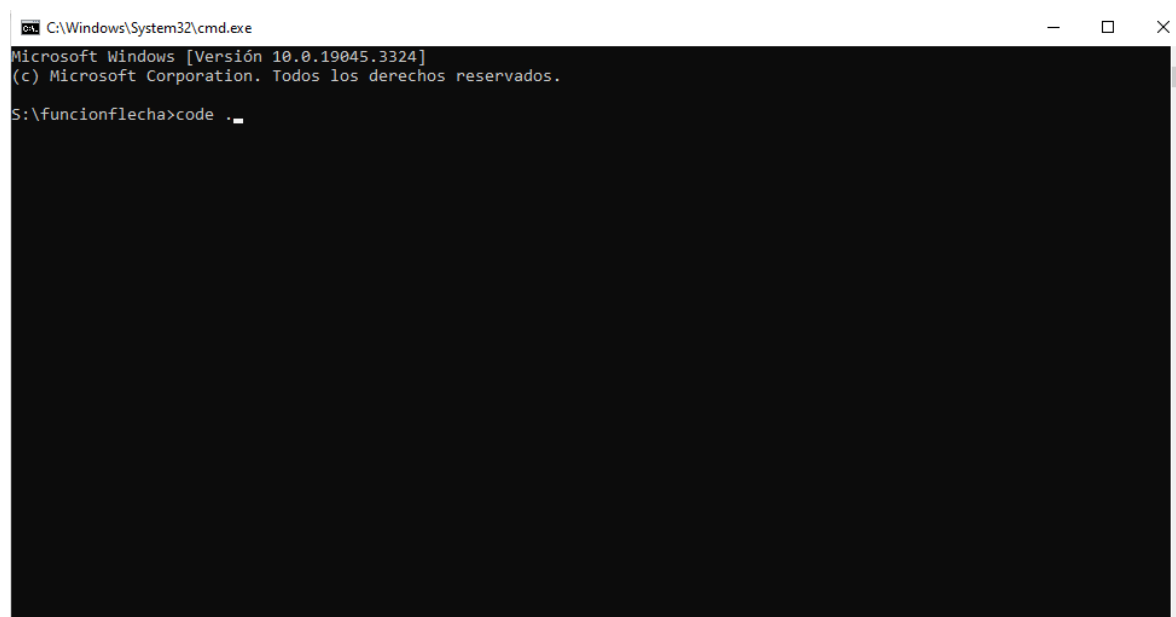 C:\Windows\System32\cmd.exe
Microsoft Windows [Versión 10.0.19045.3324]
(c) Microsoft Corporation. Todos los derechos reservados.
S:\funcionflecha>code .